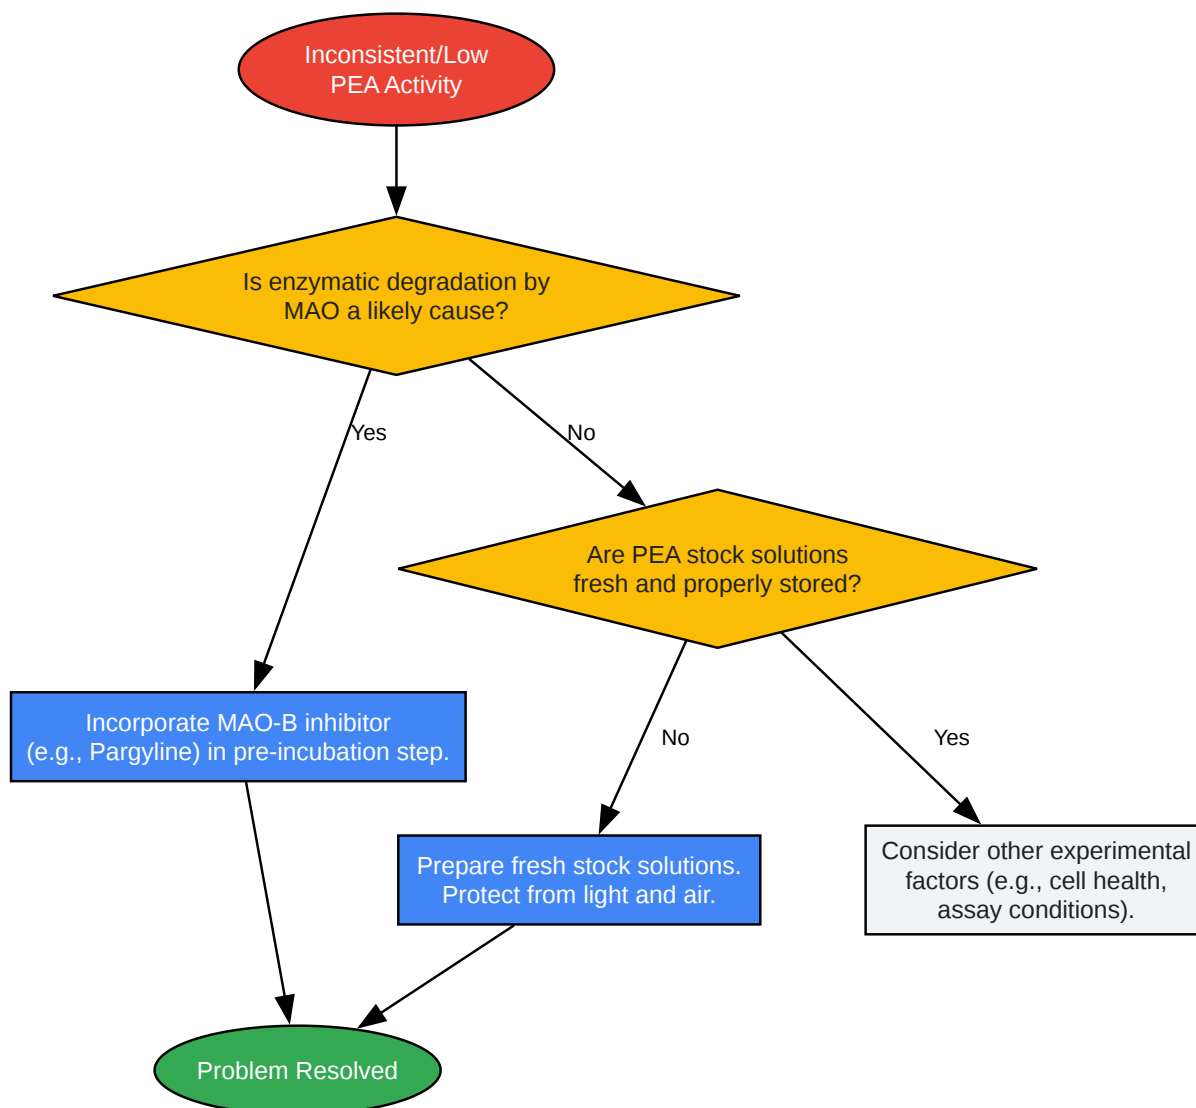 Inconsistent/Low
PEA Activity
Is enzymatic degradation by
MAO a likely cause?
Yes
No
Are PEA stock solutions
fresh and properly stored?
Incorporate MAO-B inhibitor
(e.g., Pargyline) in pre-incubation step.
No
Yes
Prepare fresh stock solutions.
Protect from light and air.
Consider other experimental
factors (e.g., cell health,
assay conditions).
Problem Resolved